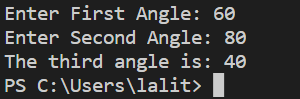 Enter First Angle: 60
Enter Second Angle: 80
The third angle is: 40
PS C:\Users\lalit>